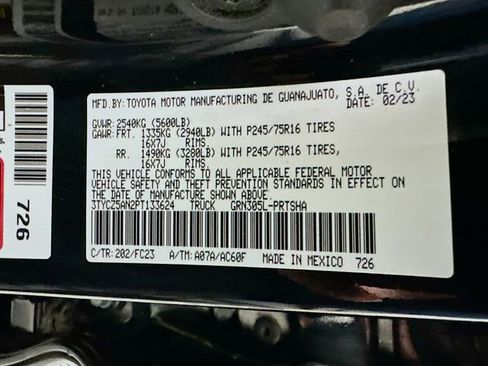 MFD.BY: TOYOTA MOTOR MANUFACTURING DE GUANAJUATO, S.A. DE C.V.
DATE: 02/23
GVWR: 2540KG (5600LB)
GAWR: FRT. 1335KG (2940LB) WITH P245/75R16 TIRES
16X7J RIMS,
RR. 1490KG (3280LB) WITH P245/75R16 TIRES,
16X7J RIMS.
THIS VEHICLE CONFORMS TO ALL APPLICABLE FEDERAL MOTOR
VEHICLE SAFETY AND THEFT PREVENTION STANDARDS IN EFFECT ON
THE DATE OF MANUFACTURE SHOWN ABOVE
3TYCZ5AN2PT133624 TRUCK GRN305L-PRTSHA
C/TR: 202/FC23 A/TM: A07A/AC60F MADE IN MEXICO 726
726